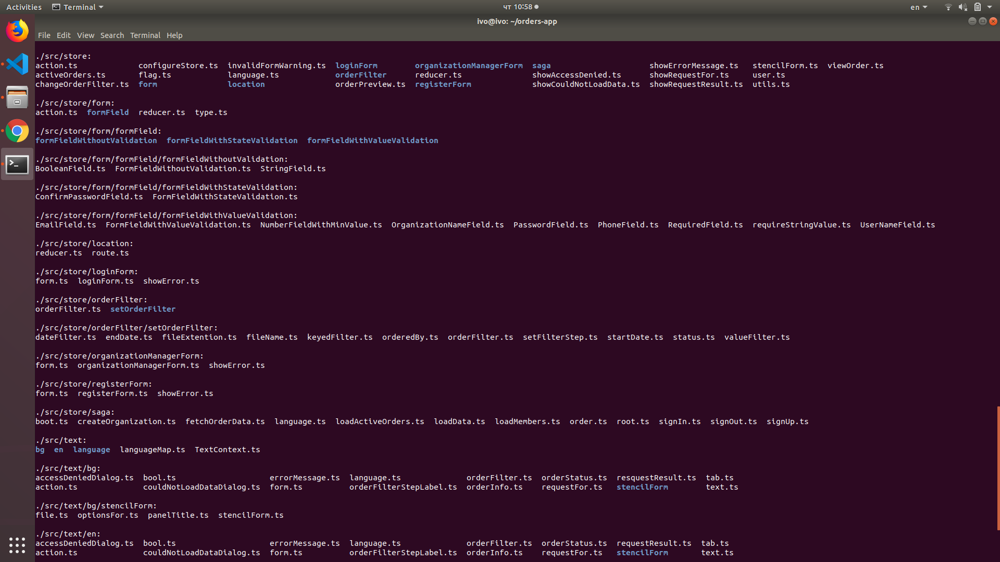 Activities Terminal чт 10:58 en
ivo@ivo: ~/orders-app
File Edit View Search Terminal Help
./src/store:
action.ts configureStore.ts invalidFormWarning.ts loginForm organizationManagerForm saga showErrorMessage.ts stencilForm.ts viewOrder.ts
activeOrders.ts flag.ts language.ts orderFilter reducer.ts showAccessDenied.ts showRequestFor.ts user.ts
changeOrderFilter.ts form location orderPreview.ts registerForm showCouldNotLoadData.ts showRequestResult.ts utils.ts
./src/store/form:
action.ts formField reducer.ts type.ts
./src/store/form/formField:
formFieldWithoutValidation formFieldWithStateValidation formFieldWithValueValidation
./src/store/form/formField/formFieldWithoutValidation:
BooleanField.ts FormFieldWithoutValidation.ts StringField.ts
./src/store/form/formField/formFieldWithStateValidation:
ConfirmPasswordField.ts FormFieldWithStateValidation.ts
./src/store/form/formField/formFieldWithValueValidation:
EmailField.ts FormFieldWithValueValidation.ts NumberFieldWithMinValue.ts OrganizationNameField.ts PasswordField.ts PhoneField.ts RequiredField.ts requireStringValue.ts UserNameField.ts
./src/store/location:
reducer.ts route.ts
./src/store/loginForm:
form.ts loginForm.ts showError.ts
./src/store/orderFilter:
orderFilter.ts setOrderFilter
./src/store/orderFilter/setOrderFilter:
dateFilter.ts endDate.ts fileExtention.ts fileName.ts keyedFilter.ts orderedBy.ts orderFilter.ts setFilterStep.ts startDate.ts status.ts valueFilter.ts
./src/store/organizationManagerForm:
form.ts organizationManagerForm.ts showError.ts
./src/store/registerForm:
form.ts registerForm.ts showError.ts
./src/store/saga:
boot.ts createOrganization.ts fetchOrderData.ts language.ts loadActiveOrders.ts loadData.ts loadMembers.ts order.ts root.ts signIn.ts signOut.ts signUp.ts
./src/text:
bg en language languageMap.ts TextContext.ts
./src/text/bg:
accessDeniedDialog.ts bool.ts errorMessage.ts language.ts orderFilter.ts orderStatus.ts resquestResult.ts tab.ts
action.ts couldNotLoadDataDialog.ts form.ts orderFilterStepLabel.ts orderInfo.ts requestFor.ts stencilForm text.ts
./src/text/bg/stencilForm:
file.ts optionsFor.ts panelTitle.ts stencilForm.ts
./src/text/en:
accessDeniedDialog.ts bool.ts errorMessage.ts language.ts orderFilter.ts orderStatus.ts requestResult.ts tab.ts
action.ts couldNotLoadDataDialog.ts form.ts orderFilterStepLabel.ts orderInfo.ts requestFor.ts stencilForm text.ts